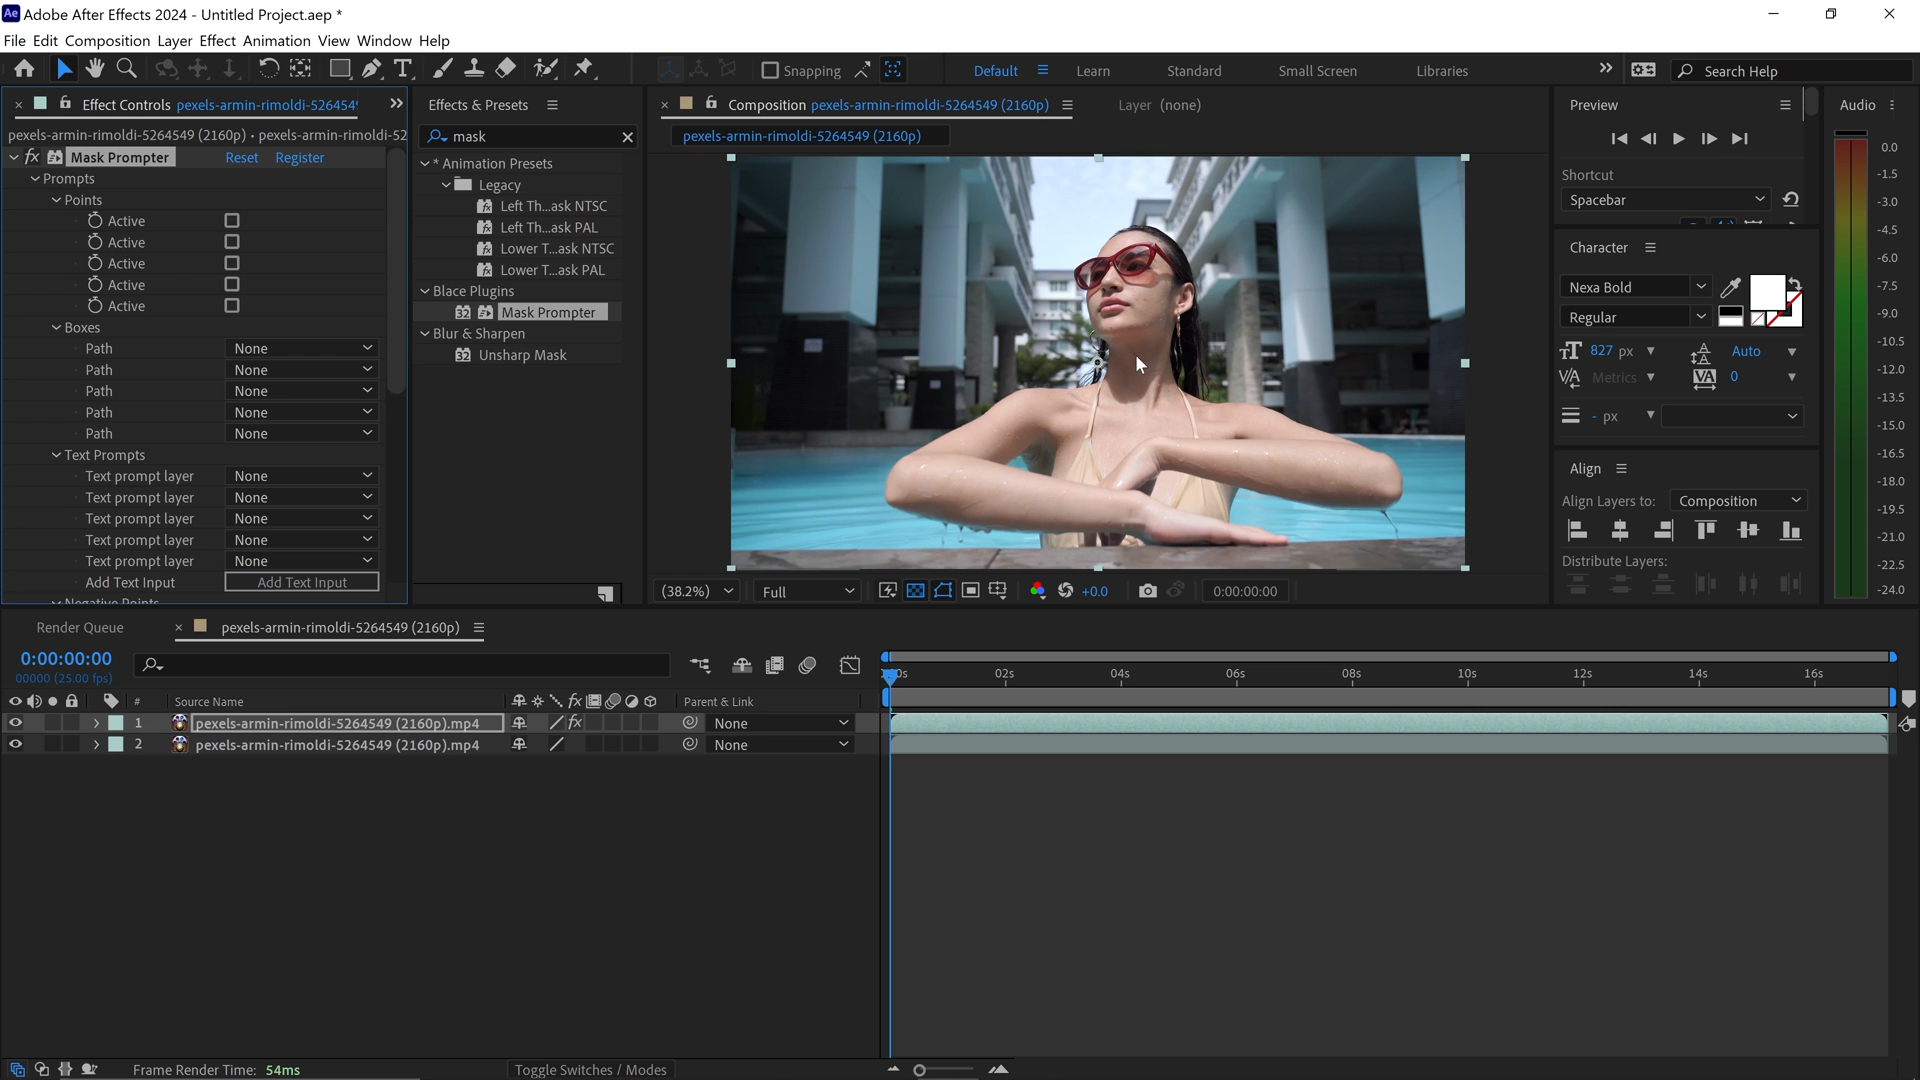 Adobe After Effects 2024 - Untitled Project.aep *
File Edit Composition Layer Effect Animation View Window Help
Snapping
Default
Learn
Standard
Small Screen
Libraries
Search Help
Effect Controls pexels-armin-rimoldi-526454
pexels-armin-rimoldi-5264549 (2160p) • pexels-armin-rimoldi-52
Mask Prompter Reset Register
Prompts
Points
Active
Active
Active
Active
Active
Boxes
Path None
Path None
Path None
Path None
Path None
Text Prompts
Text prompt layer None
Text prompt layer None
Text prompt layer None
Text prompt layer None
Text prompt layer None
Add Text Input Add Text Input
Negative Points
Effects & Presets
mask
* Animation Presets
Legacy
Left Th...ask NTSC
Left Th...ask PAL
Lower T...ask NTSC
Lower T...ask PAL
Blace Plugins
32 Mask Prompter
Blur & Sharpen
32 Unsharp Mask
Composition pexels-armin-rimoldi-5264549 (2160p)
Layer (none)
pexels-armin-rimoldi-5264549 (2160p)
(38.2%) Full +0.0 0:00:00:00
Preview
Shortcut
Spacebar
Character
Nexa Bold
Regular
827 px Auto
Metrics 0
- px
Align
Align Layers to: Composition
Distribute Layers:
Audio
0.0
-1.5
-3.0
-4.5
-6.0
-7.5
-9.0
-10.5
-12.0
-13.5
-15.0
-16.5
-18.0
-19.5
-21.0
-22.5
-24.0
Render Queue
pexels-armin-rimoldi-5264549 (2160p)
0:00:00:00
00000 (25.00 fps)
# Source Name Parent & Link
00s 02s 04s 06s 08s 10s 12s 14s 16s
1 pexels-armin-rimoldi-5264549 (2160p).mp4 None
2 pexels-armin-rimoldi-5264549 (2160p).mp4 None
Frame Render Time: 54ms
Toggle Switches / Modes